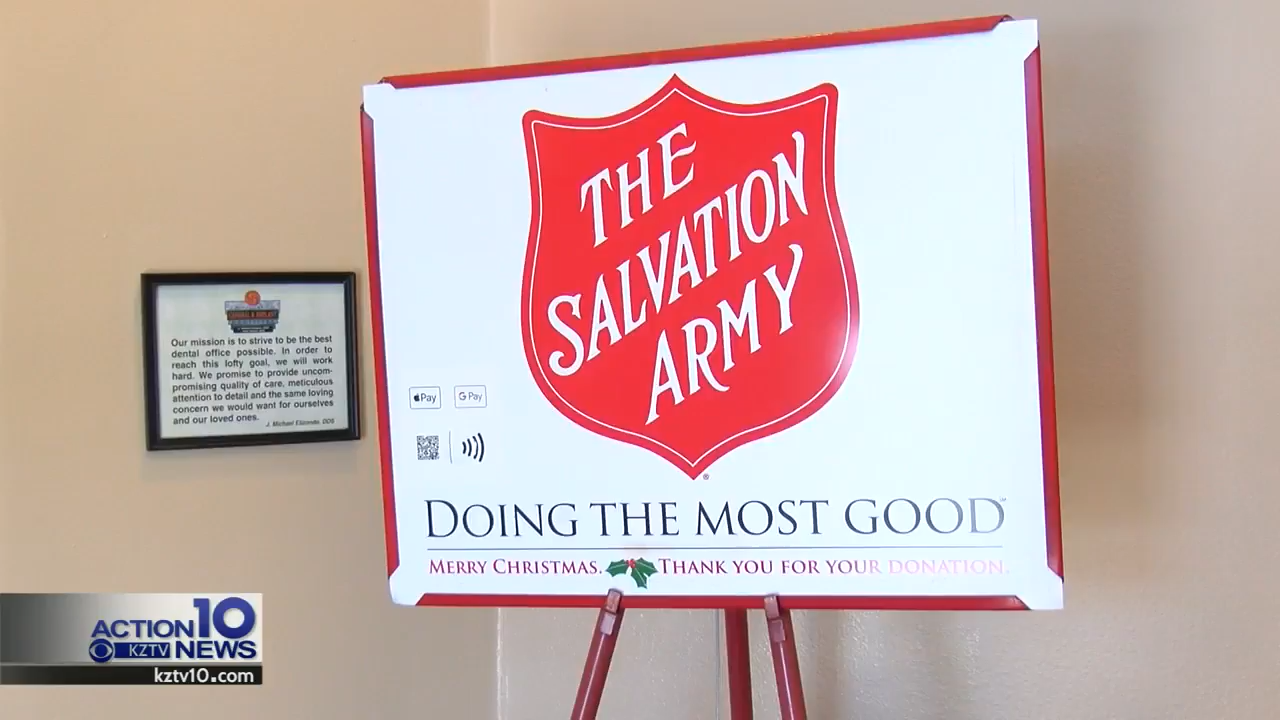 THE
SALVATION
ARMY
Pay
G Pay
DOING THE MOST GOOD
MERRY CHRISTMAS. THANK YOU FOR YOUR DONATION.
Our mission is to strive to be the best
dental office possible. In order to
reach this lofty goal, we will work
hard. We promise to provide uncom-
promising quality of care, meticulous
attention to detail and the same loving
concern we would want for ourselves
and our loved ones.
J. Michael Elizondo, DDS
ACTION 10
KZTV NEWS
kztv10.com